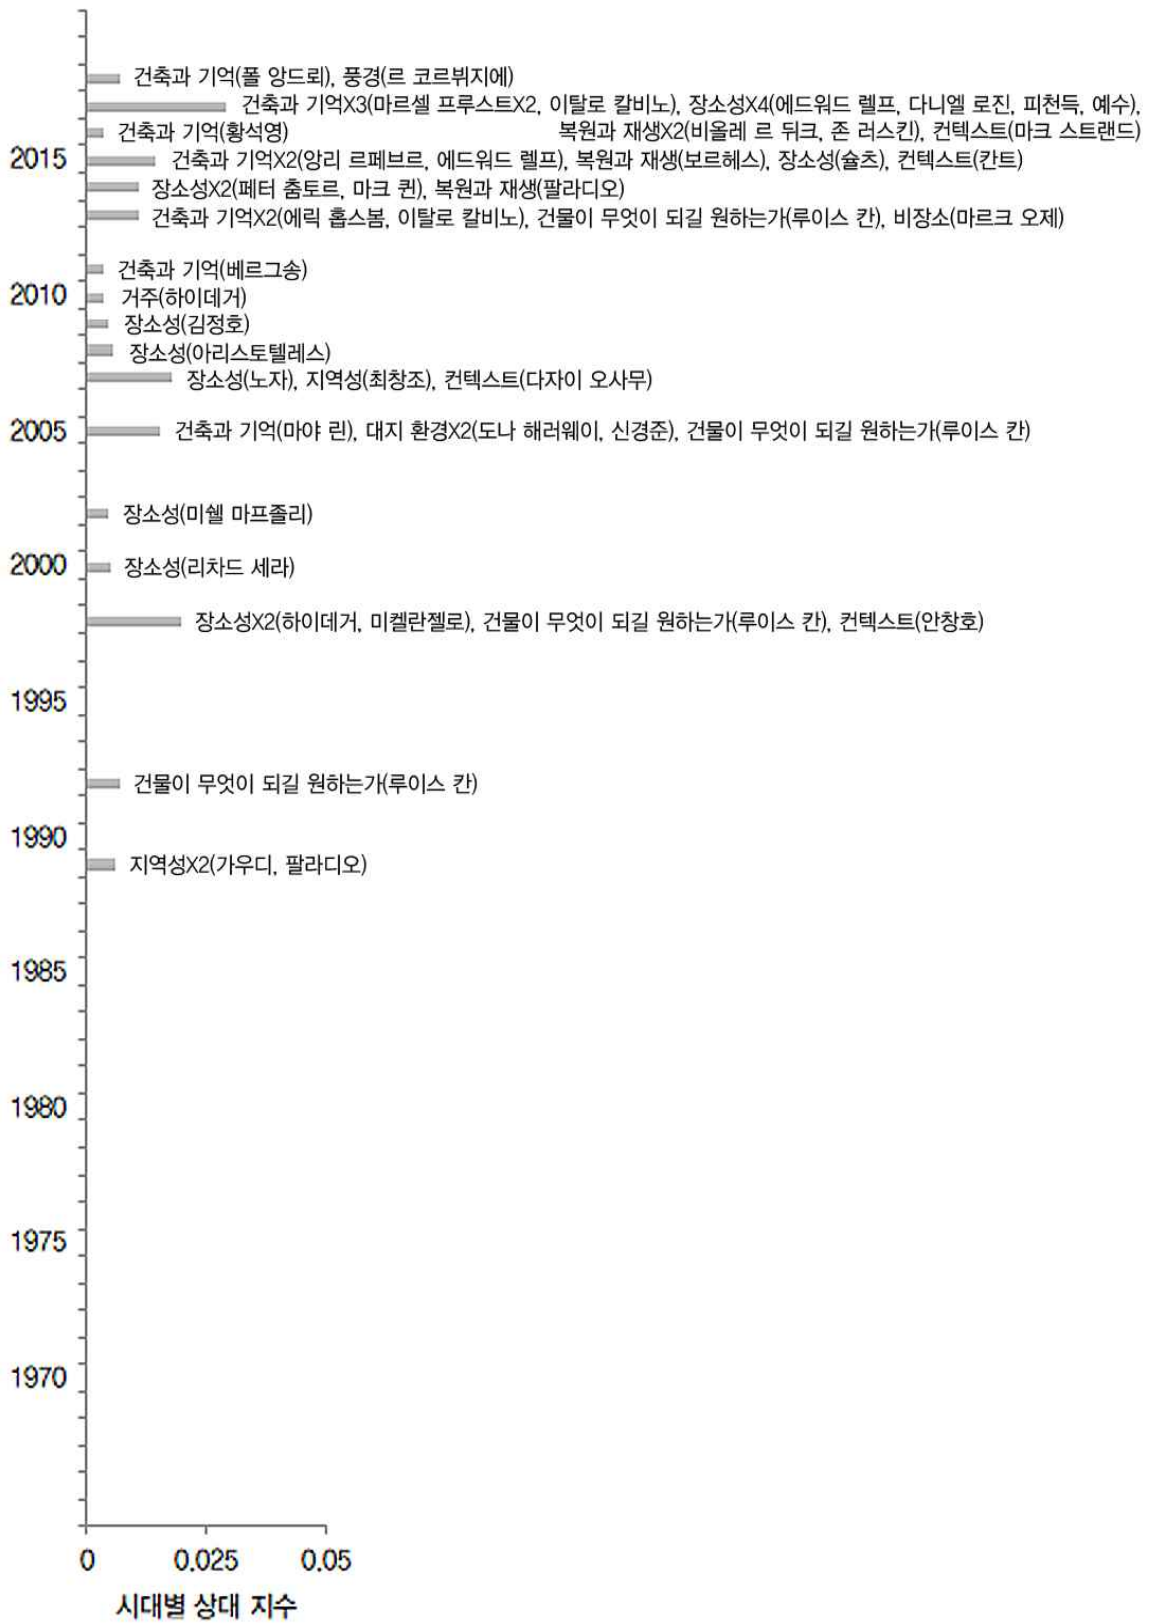 건축과 기억(폴 앙드뢰), 풍경(르 코르뷔지에)
건축과 기억X3(마르셀 프루스트X2, 이탈로 칼비노), 장소성X4(에드워드 렐프, 다니엘 로진, 피천득, 예수),
건축과 기억(황석영)
복원과 재생X2(비올레 르 뒤크, 존 러스킨), 컨텍스트(마크 스트랜드)
2015
건축과 기억X2(앙리 르페브르, 에드워드 렐프), 복원과 재생(보르헤스), 장소성(슐츠), 컨텍스트(칸트)
장소성X2(페터 춤토르, 마크 퀸), 복원과 재생(팔라디오)
건축과 기억X2(에릭 홉스봄, 이탈로 칼비노), 건물이 무엇이 되길 원하는가(루이스 칸), 비장소(마르크 오제)
건축과 기억(베르그송)
2010
거주(하이데거)
장소성(김정호)
장소성(아리스토텔레스)
장소성(노자), 지역성(최창조), 컨텍스트(다자이 오사무)
2005
건축과 기억(마야 린), 대지 환경X2(도나 해러웨이, 신경준), 건물이 무엇이 되길 원하는가(루이스 칸)
장소성(미쉘 마프졸리)
2000
장소성(리차드 세라)
장소성X2(하이데거, 미켈란젤로), 건물이 무엇이 되길 원하는가(루이스 칸), 컨텍스트(안창호)
1995
건물이 무엇이 되길 원하는가(루이스 칸)
1990
지역성X2(가우디, 팔라디오)
1985
1980
1975
1970
0 0.025 0.05
시대별 상대 지수